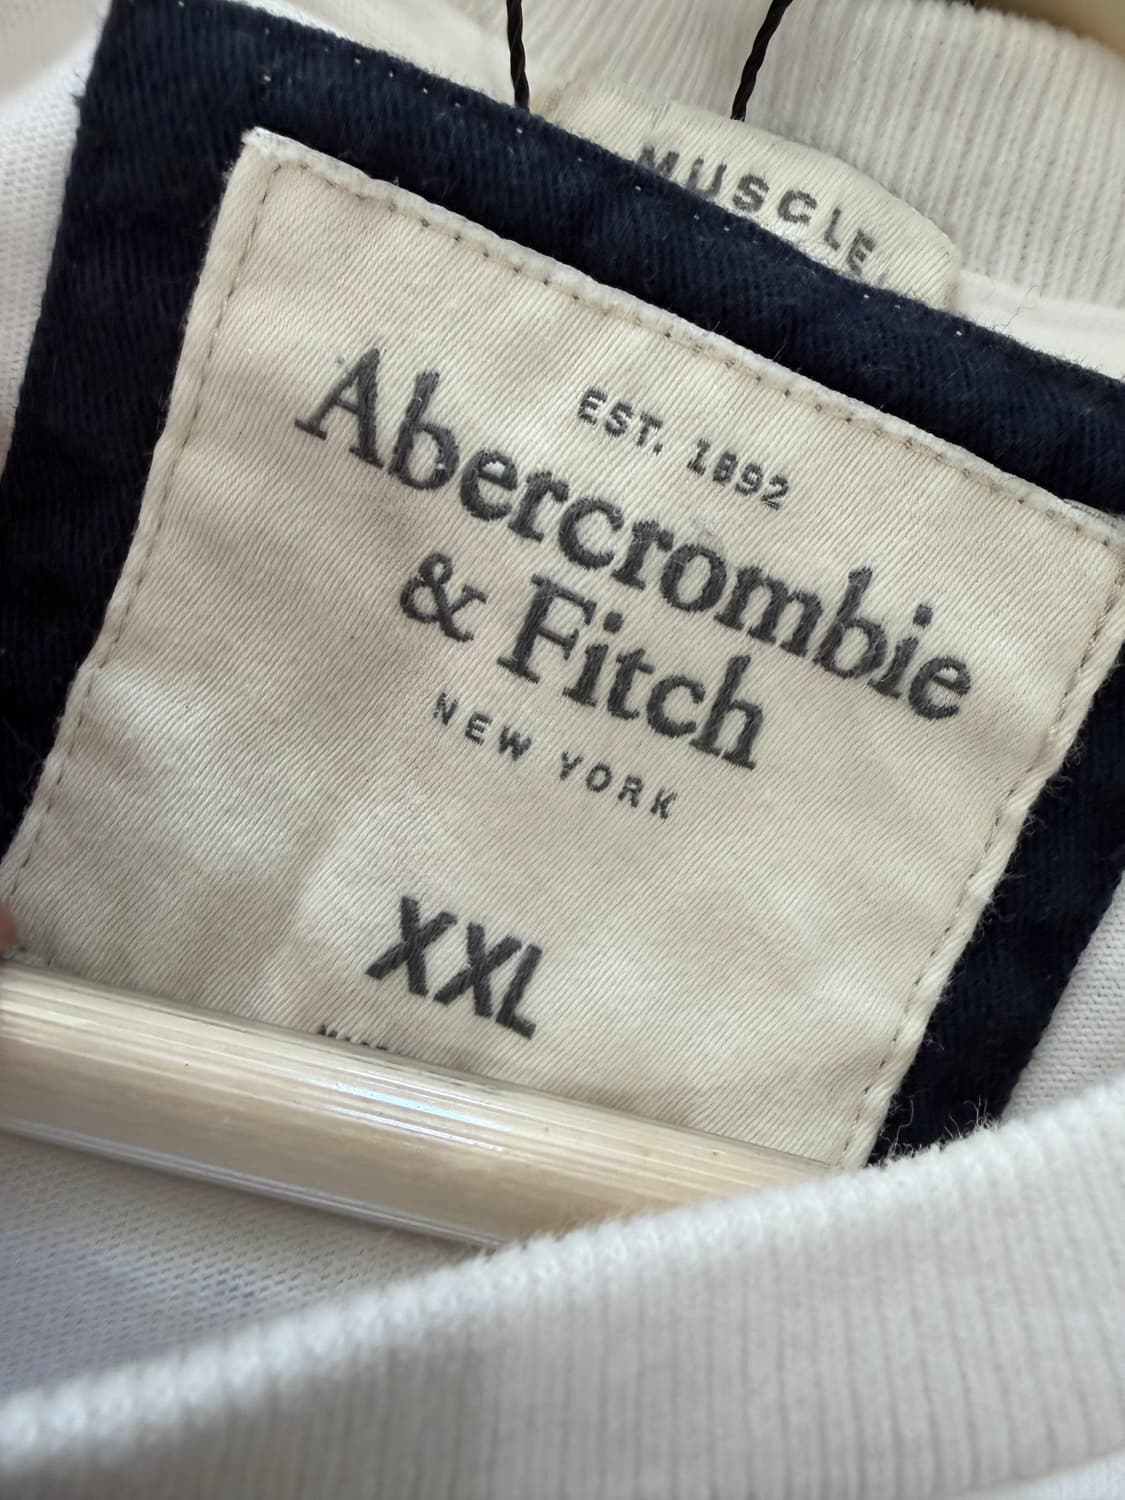 MUSCLE
EST. 1892
Abercrombie
& Fitch
NEW YORK
XXL